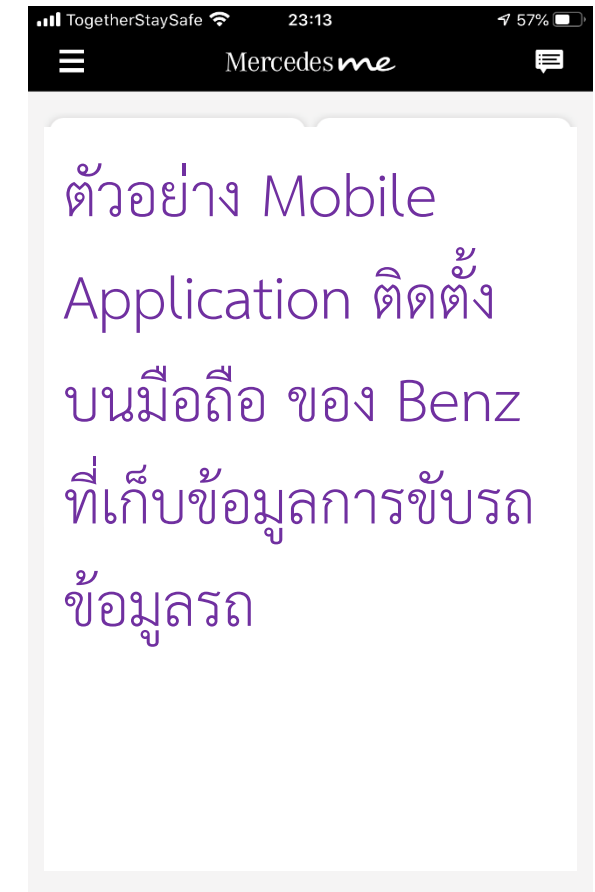 TogetherStaySafe 23:13 57%
Mercedes me
ตัวอย่าง Mobile
Application ติดตั้ง
บนมือถือ ของ Benz
ที่เก็บข้อมูลการขับรถ
ข้อมูลรถ